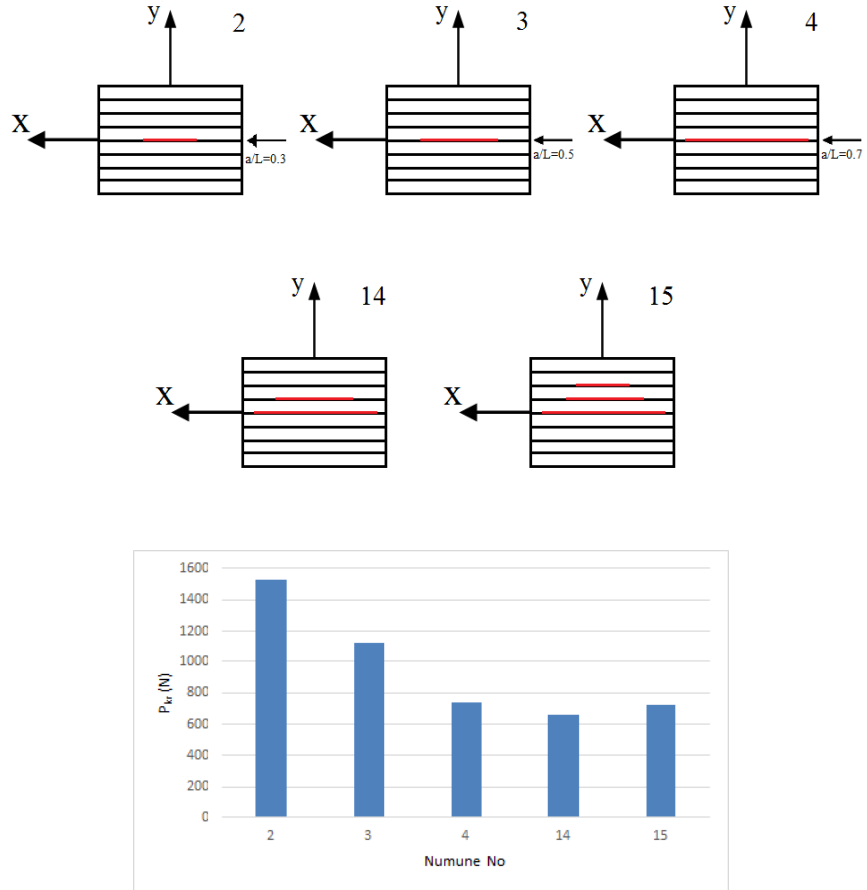 y 2
y 3
y 4
X
X
X
a/L=0.3
a/L=0.5
a/L=0.7
y 14
y 15
X
X
1600
1400
1200
1000
800
600
400
200
0
P_kr (N)
2 3 4 14 15
Numune No